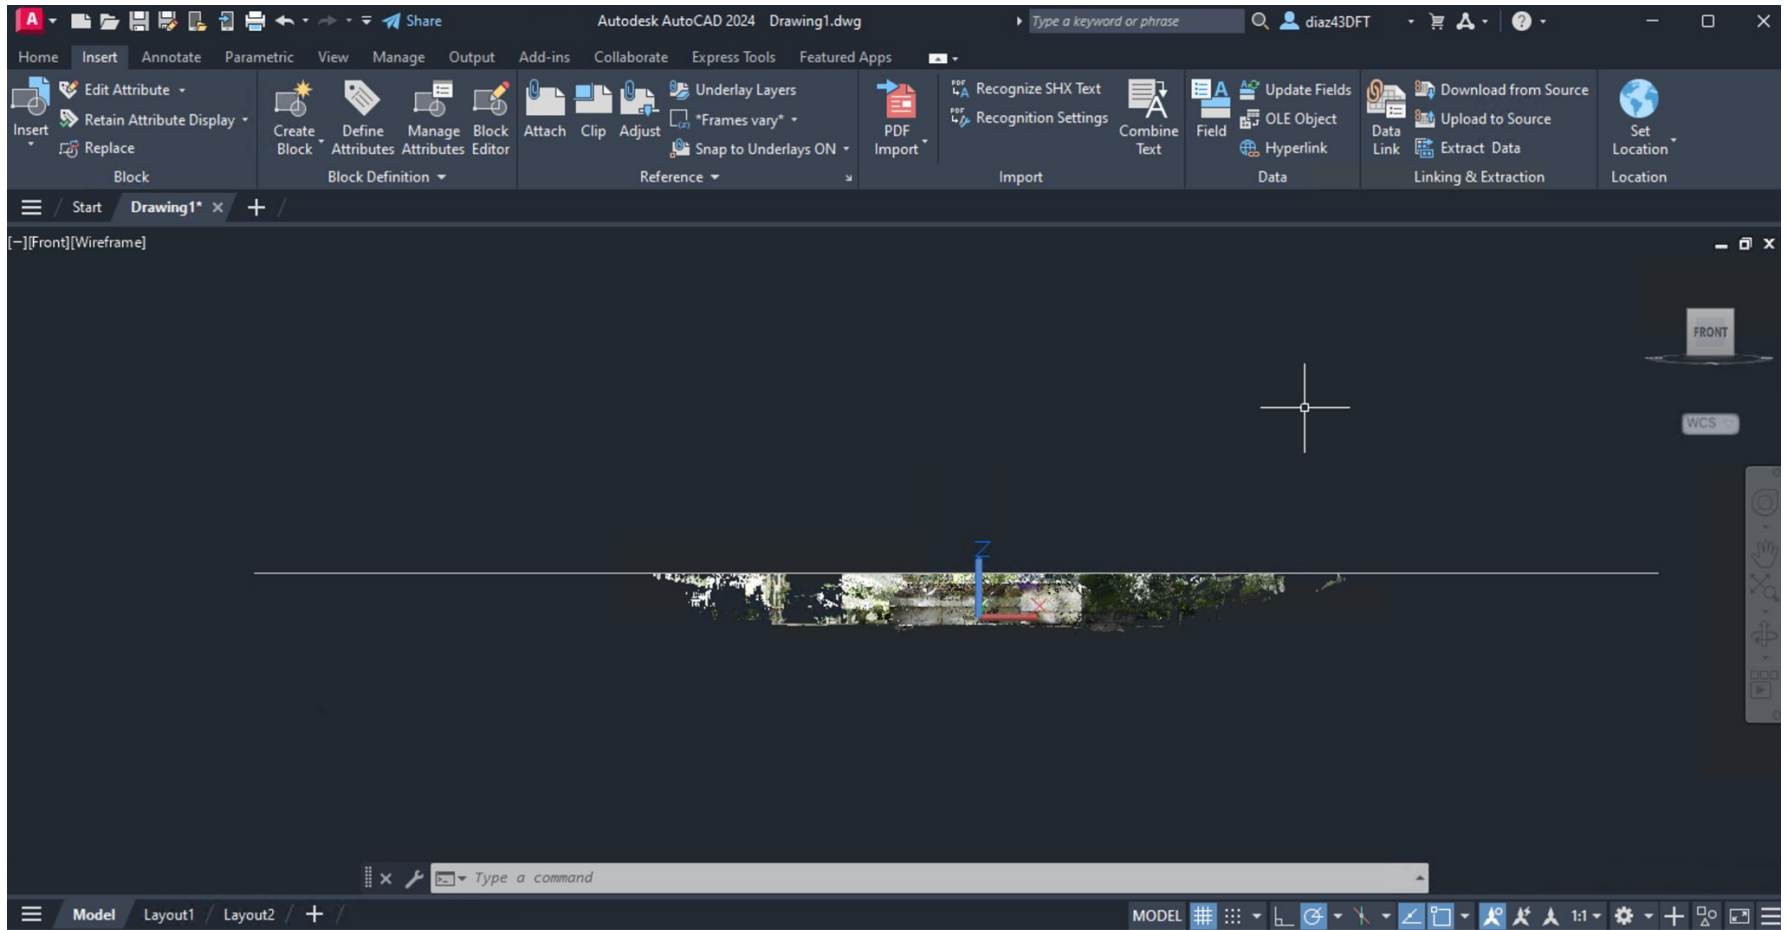 A Share Autodesk AutoCAD 2024 Drawing1.dwg Type a keyword or phrase diaz43DFT ?
Home Insert Annotate Parametric View Manage Output Add-ins Collaborate Express Tools Featured Apps
Insert
Edit Attribute
Retain Attribute Display
Replace
Block
Create Block
Define Attributes
Manage Attributes
Block Editor
Block Definition
Attach
Clip
Adjust
Underlay Layers
*Frames vary*
Snap to Underlays ON
Reference
PDF Import
PDF A Recognize SHX Text
PDF Recognition Settings
A Combine Text
Import
A Field
Update Fields
OLE Object
Hyperlink
Data
Data Link
Download from Source
Upload to Source
Extract Data
Linking & Extraction
Set Location
Location
Start Drawing1*
[−][Front][Wireframe]
FRONT
WCS
Z
X
Type a command
Model Layout1 Layout2
MODEL 1:1